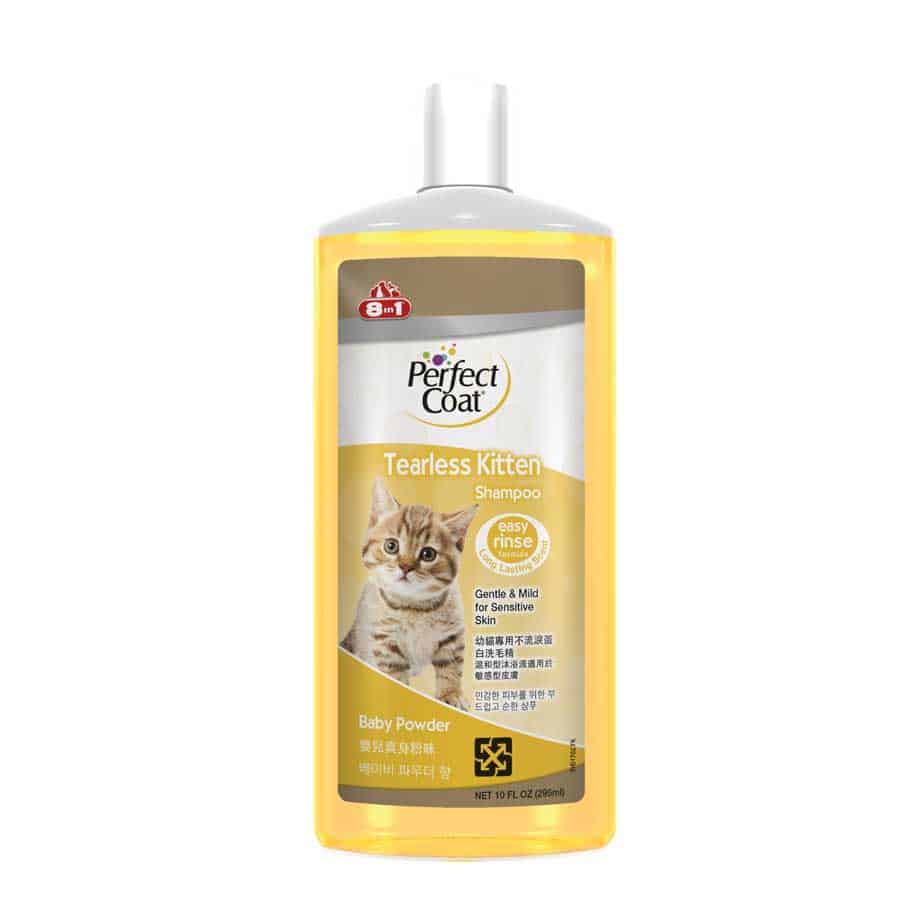 8in1
Perfect
Coat®
Tearless Kitten
Shampoo
easy
rinse
formula
Long Lasting Scent
Gentle & Mild
for Sensitive
Skin
幼貓專用不流淚蛋
白洗毛精
溫和型沐浴液適用於
敏感型皮膚
민감한 피부를 위한 부
드럽고 순한 샴푸
Baby Powder
嬰兒爽身粉味
베이비 파우더 향
NET 10 FL OZ (295ml)